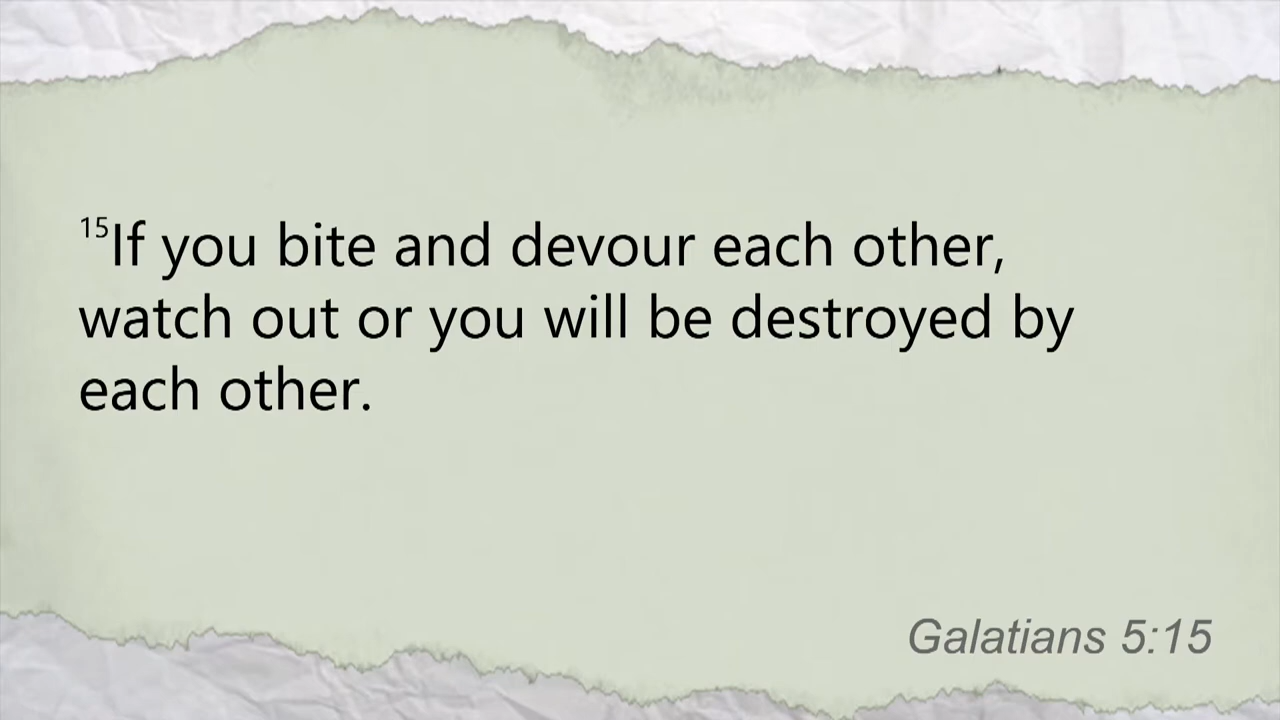 15If you bite and devour each other,
watch out or you will be destroyed by
each other.
Galatians 5:15